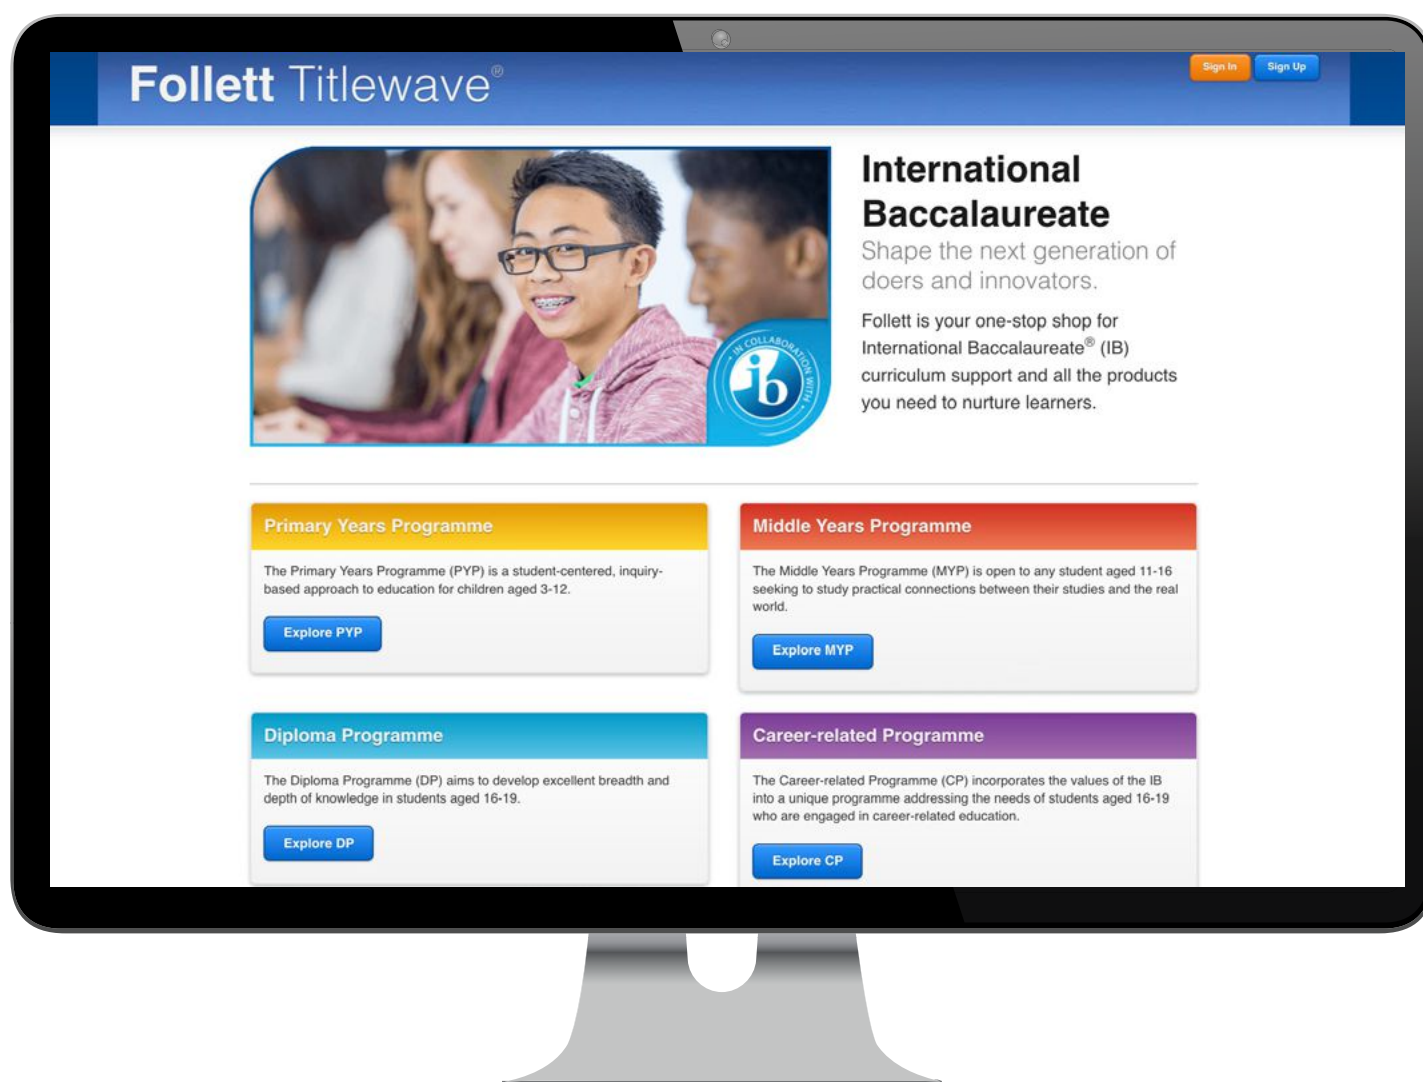 Follett Titlewave®
Sign In
Sign Up
International
Baccalaureate
Shape the next generation of
doers and innovators.
Follett is your one-stop shop for
International Baccalaureate® (IB)
curriculum support and all the products
you need to nurture learners.
• IN COLLABORATION WITH •
ib
Primary Years Programme
The Primary Years Programme (PYP) is a student-centered, inquiry-
based approach to education for children aged 3-12.
Explore PYP
Middle Years Programme
The Middle Years Programme (MYP) is open to any student aged 11-16
seeking to study practical connections between their studies and the real
world.
Explore MYP
Diploma Programme
The Diploma Programme (DP) aims to develop excellent breadth and
depth of knowledge in students aged 16-19.
Explore DP
Career-related Programme
The Career-related Programme (CP) incorporates the values of the IB
into a unique programme addressing the needs of students aged 16-19
who are engaged in career-related education.
Explore CP